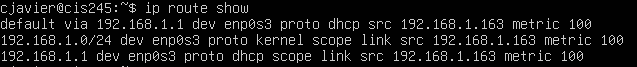 cjavier@cis245:~$ ip route show
default via 192.168.1.1 dev enp0s3 proto dhcp src 192.168.1.163 metric 100
192.168.1.0/24 dev enp0s3 proto kernel scope link src 192.168.1.163 metric 100
192.168.1.1 dev enp0s3 proto dhcp scope link src 192.168.1.163 metric 100